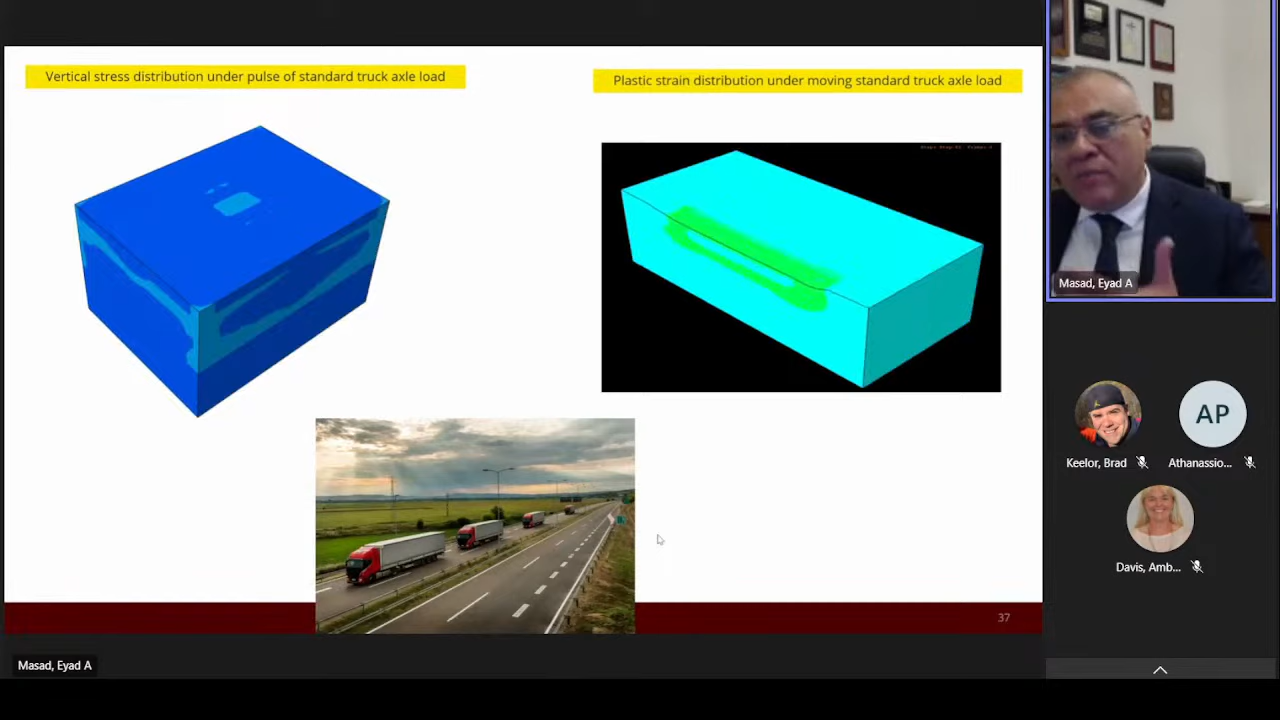 Vertical stress distribution under pulse of standard truck axle load
Plastic strain distribution under moving standard truck axle load
Masad, Eyad A
AP
Keelor, Brad
Athanassio...
Davis, Amb...
37
Masad, Eyad A